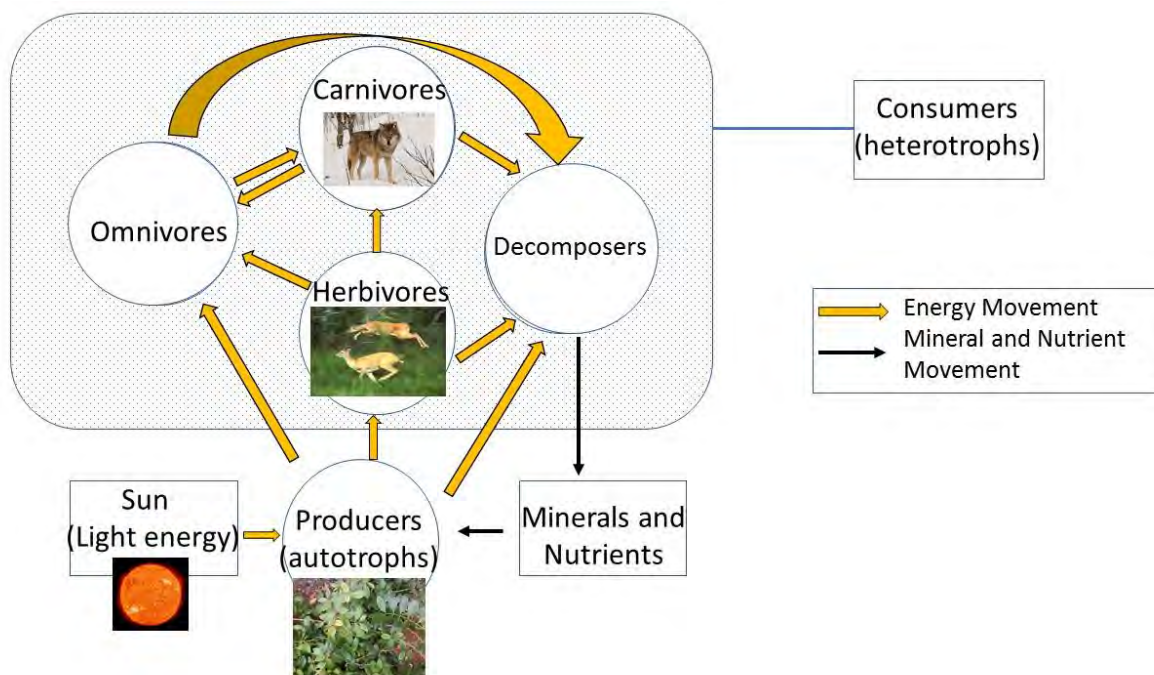 Carnivores
Consumers
(heterotrophs)
Omnivores
Decomposers
Herbivores
Energy Movement
Mineral and Nutrient
Movement
Sun
(Light energy)
Producers
(autotrophs)
Minerals and
Nutrients